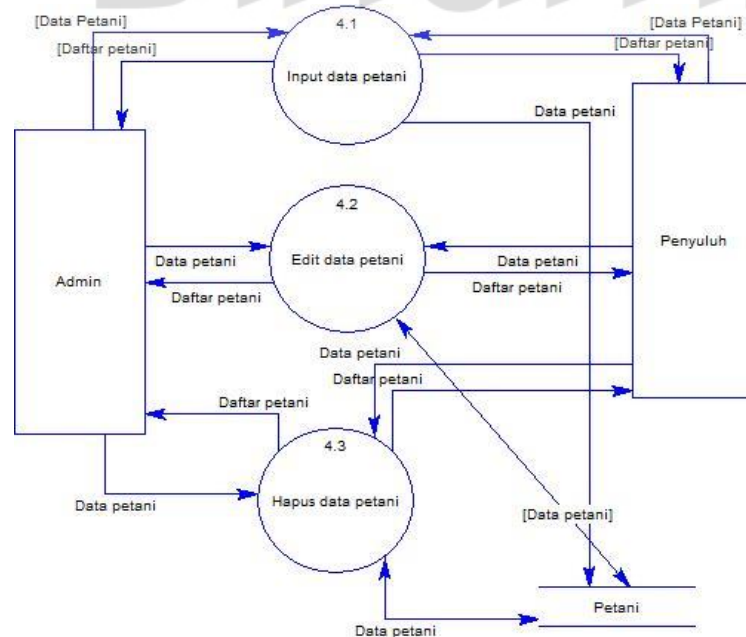 [Data Petani]
4.1
[Data Petani]
[Daftar petani]
[Daftar petani]
Input data petani
Data petani
4.2
Penyuluh
Data petani
Edit data petani
Data petani
Admin
Daftar petani
Daftar petani
Data petani
Daftar petani
Daftar petani
4.3
Hapus data petani
Data petani
[Data petani]
Petani
Data petani